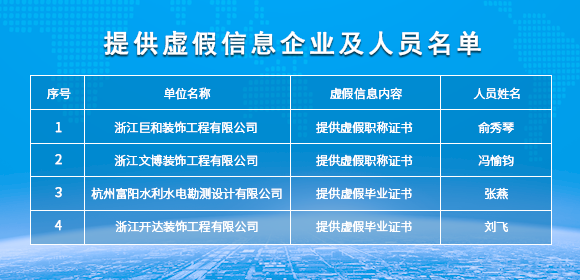 提供虚假信息企业及人员名单
序号 单位名称 虚假信息内容 人员姓名
1 浙江巨和装饰工程有限公司 提供虚假职称证书 俞秀琴
2 浙江文博装饰工程有限公司 提供虚假职称证书 冯愉钧
3 杭州富阳水利水电勘测设计有限公司 提供虚假毕业证书 张燕
4 浙江开达装饰工程有限公司 提供虚假毕业证书 刘飞